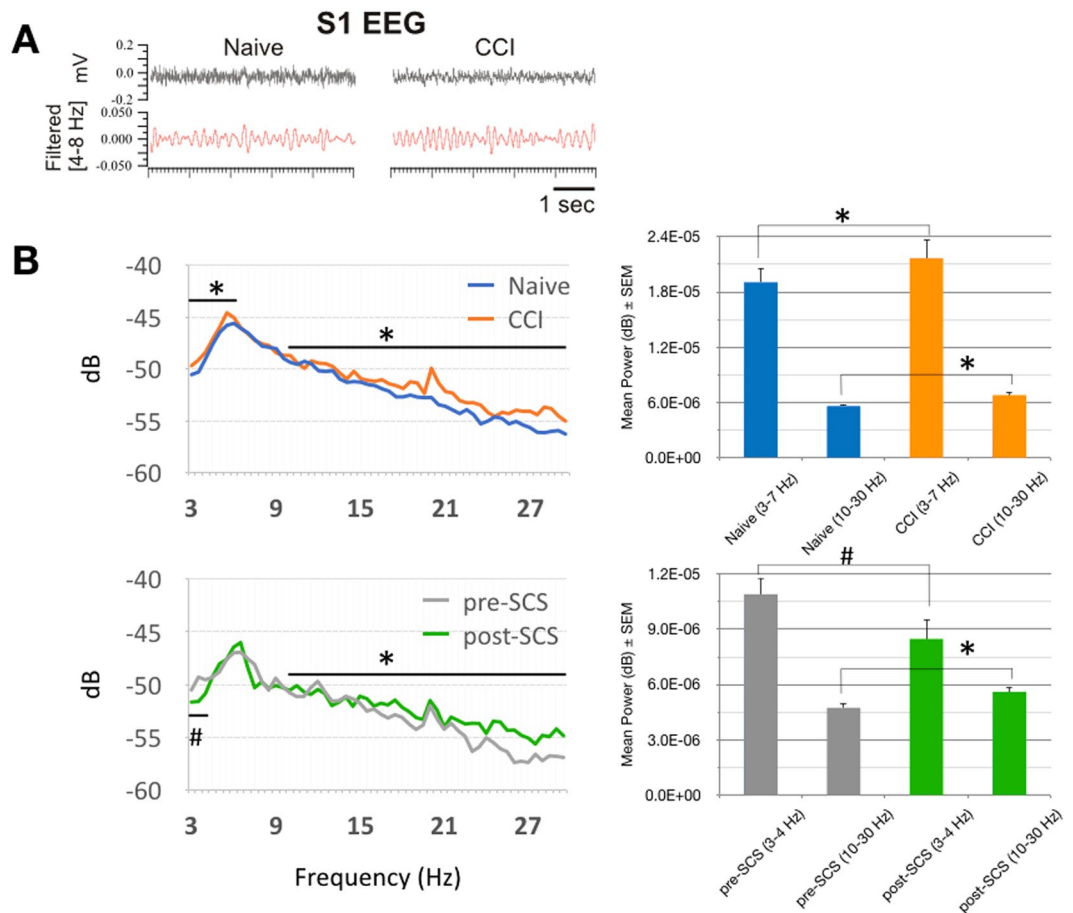 A
S1 EEG
Naive
CCI
mV
0.2
0.0
-0.2
Filtered
[4-8 Hz]
0.050
0.000
-0.050
1 sec
B
dB
-40
-45
-50
-55
-60
*
*
Naive
CCI
3 9 15 21 27
Mean Power (dB) ± SEM
2.4E-05
1.8E-05
1.2E-05
6.0E-06
0.0E+00
*
*
Naive (3-7 Hz)
Naive (10-30 Hz)
CCI (3-7 Hz)
CCI (10-30 Hz)
dB
-40
-45
-50
-55
-60
pre-SCS
post-SCS
*
#
3 9 15 21 27
Frequency (Hz)
Mean Power (dB) ± SEM
1.2E-05
9.0E-06
6.0E-06
3.0E-06
0.0E+00
#
*
pre-SCS (3-4 Hz)
pre-SCS (10-30 Hz)
post-SCS (3-4 Hz)
post-SCS (10-30 Hz)